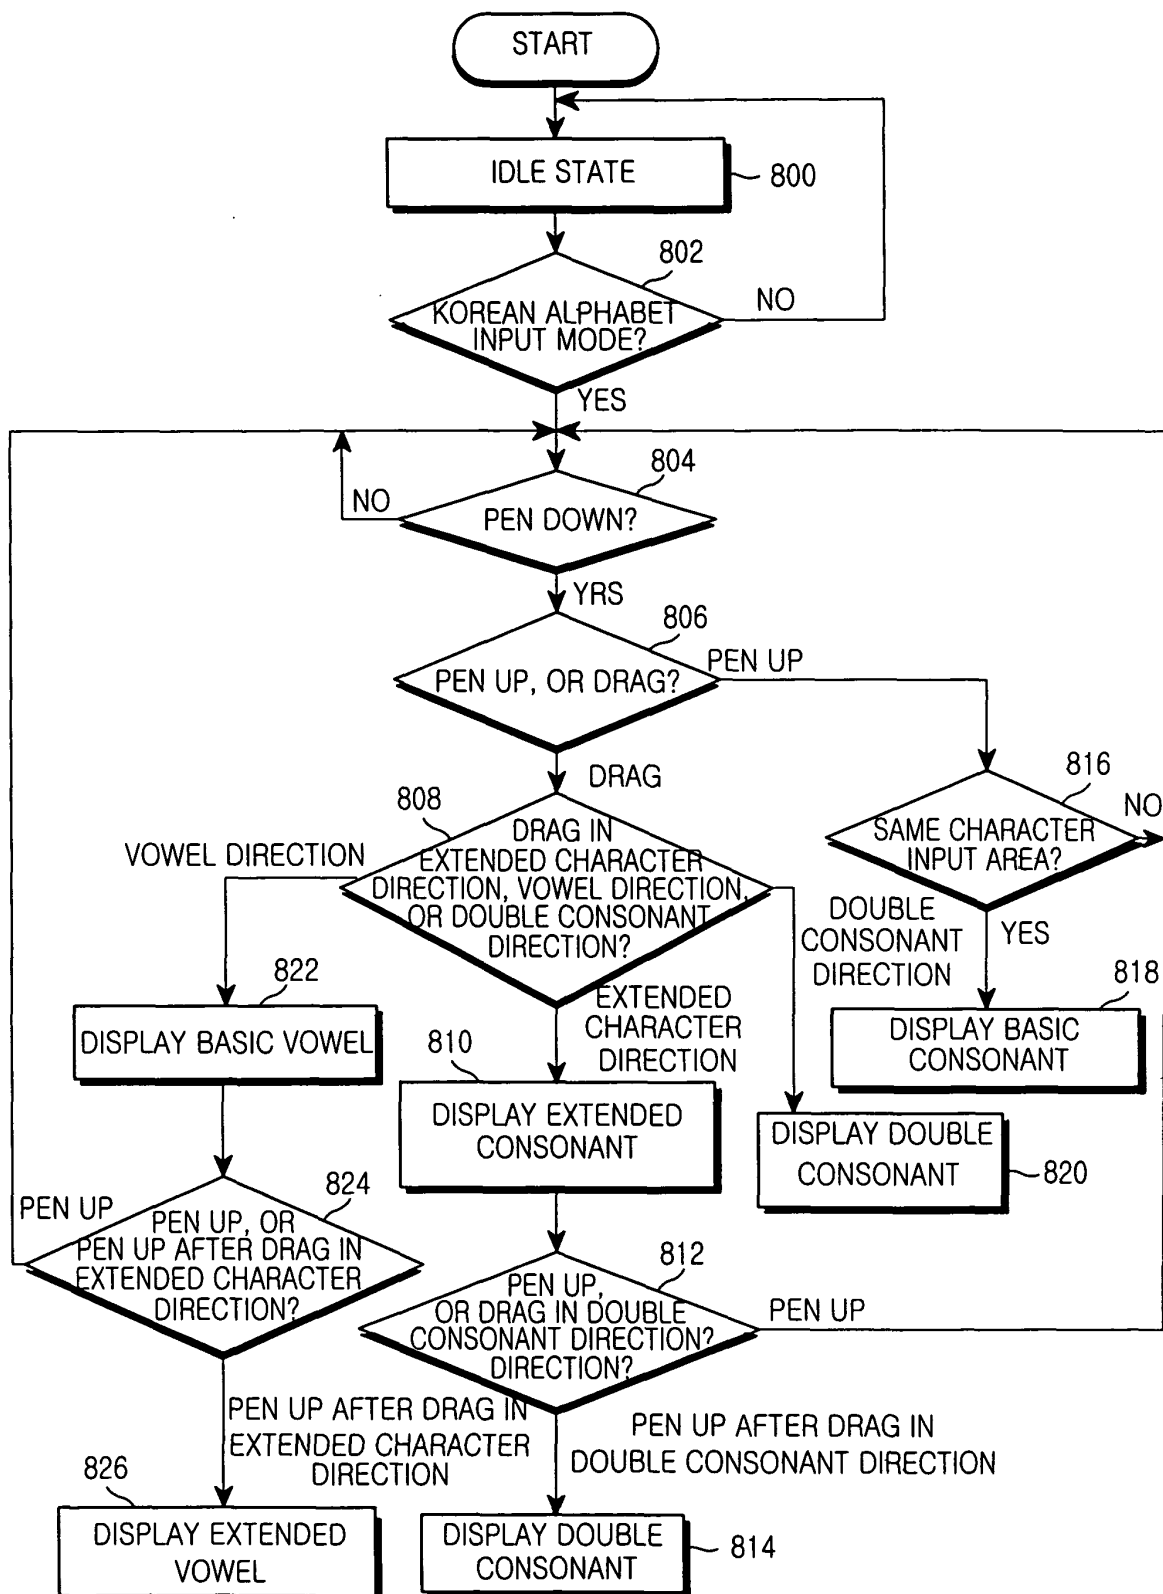 START
IDLE STATE
800
802
KOREAN ALPHABET
INPUT MODE?
NO
YES
804
NO
PEN DOWN?
YRS
806
PEN UP
PEN UP, OR DRAG?
DRAG
816
NO
SAME CHARACTER
INPUT AREA?
YES
808
DRAG IN
EXTENDED CHARACTER
DIRECTION, VOWEL DIRECTION,
OR DOUBLE CONSONANT
DIRECTION?
VOWEL DIRECTION
DOUBLE
CONSONANT
DIRECTION
EXTENDED
CHARACTER
DIRECTION
818
DISPLAY BASIC
CONSONANT
822
DISPLAY BASIC VOWEL
810
DISPLAY EXTENDED
CONSONANT
DISPLAY DOUBLE
CONSONANT
820
824
PEN UP
PEN UP, OR
PEN UP AFTER DRAG IN
EXTENDED CHARACTER
DIRECTION?
812
PEN UP,
OR DRAG IN DOUBLE
CONSONANT DIRECTION?
DIRECTION?
PEN UP
PEN UP AFTER DRAG IN
EXTENDED CHARACTER
DIRECTION
PEN UP AFTER DRAG IN
DOUBLE CONSONANT DIRECTION
826
DISPLAY EXTENDED
VOWEL
DISPLAY DOUBLE
CONSONANT
814